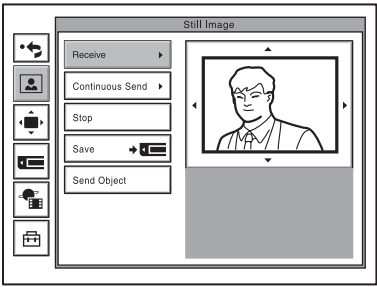 Still Image
Receive
Continuous Send
Stop
Save
Send Object